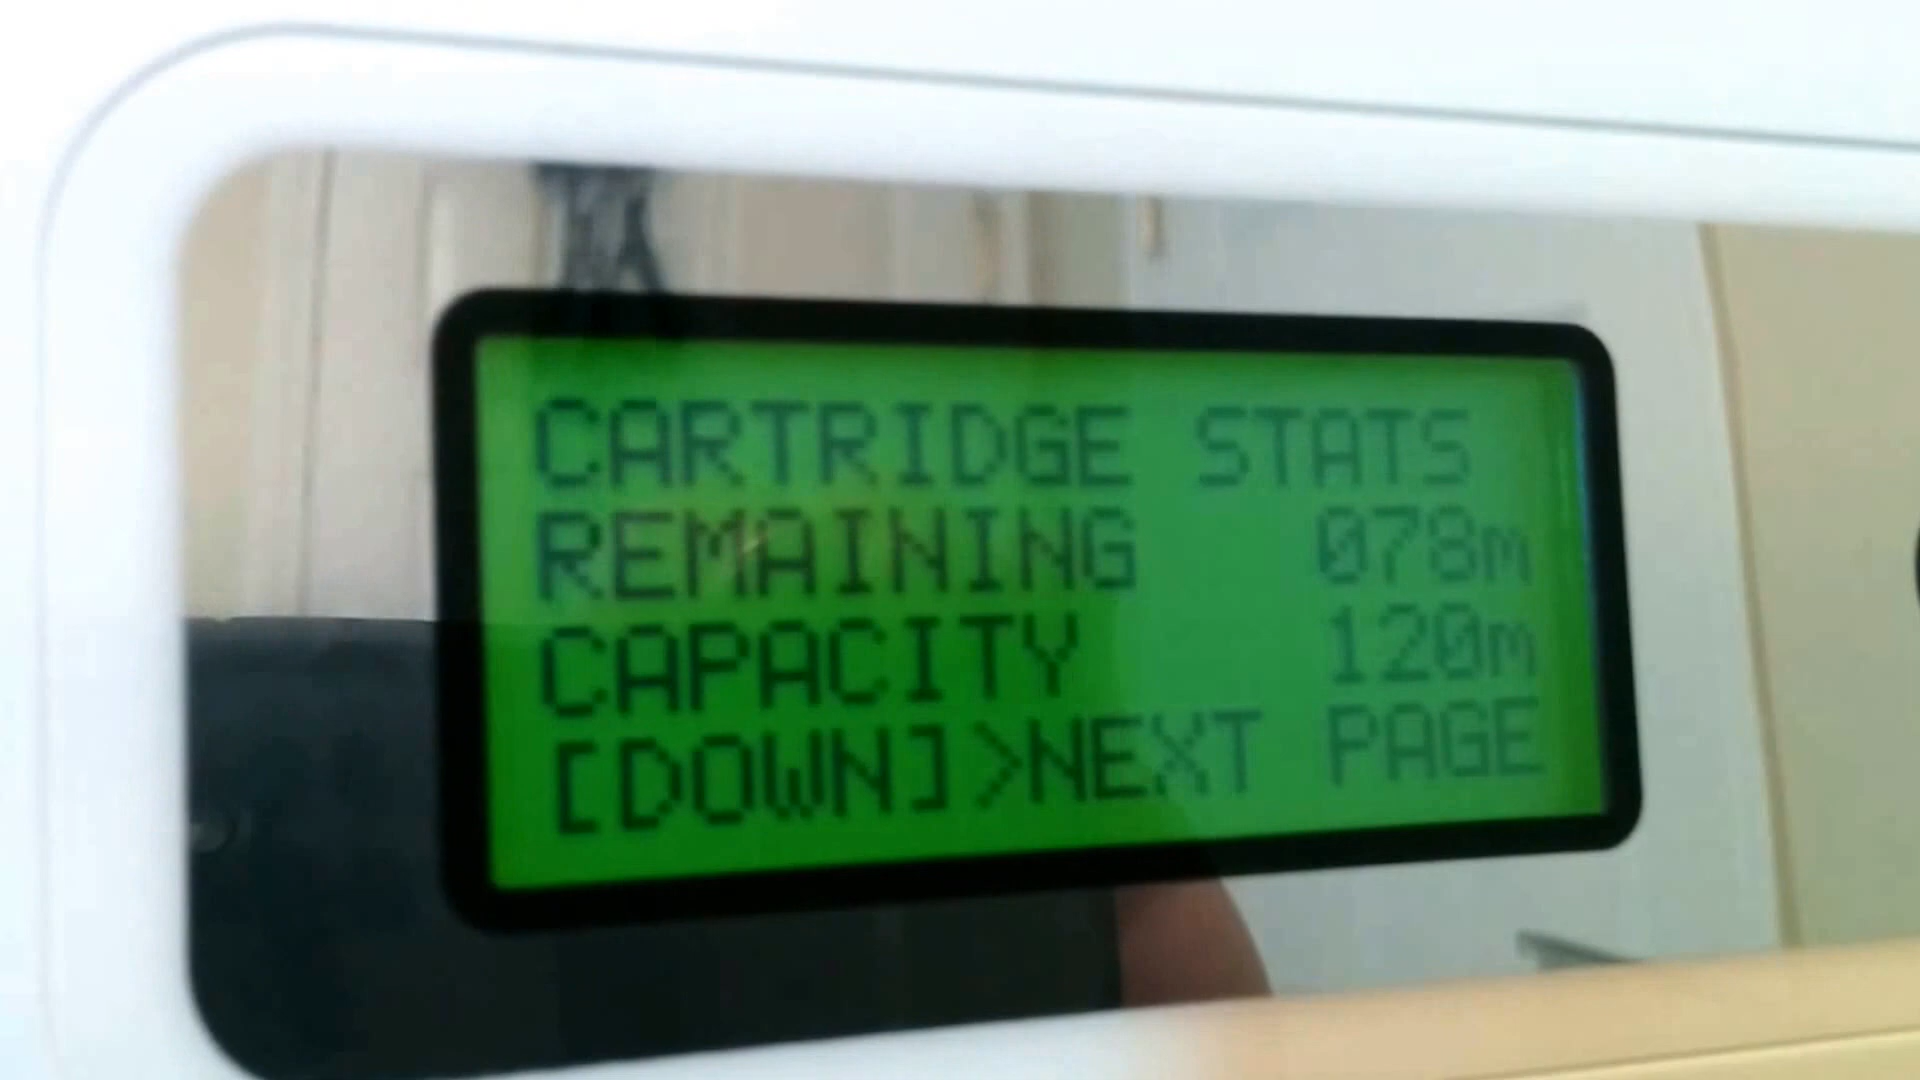 CARTRIDGE STATS
REMAINING 078m
CAPACITY 120m
[DOWN]>NEXT PAGE